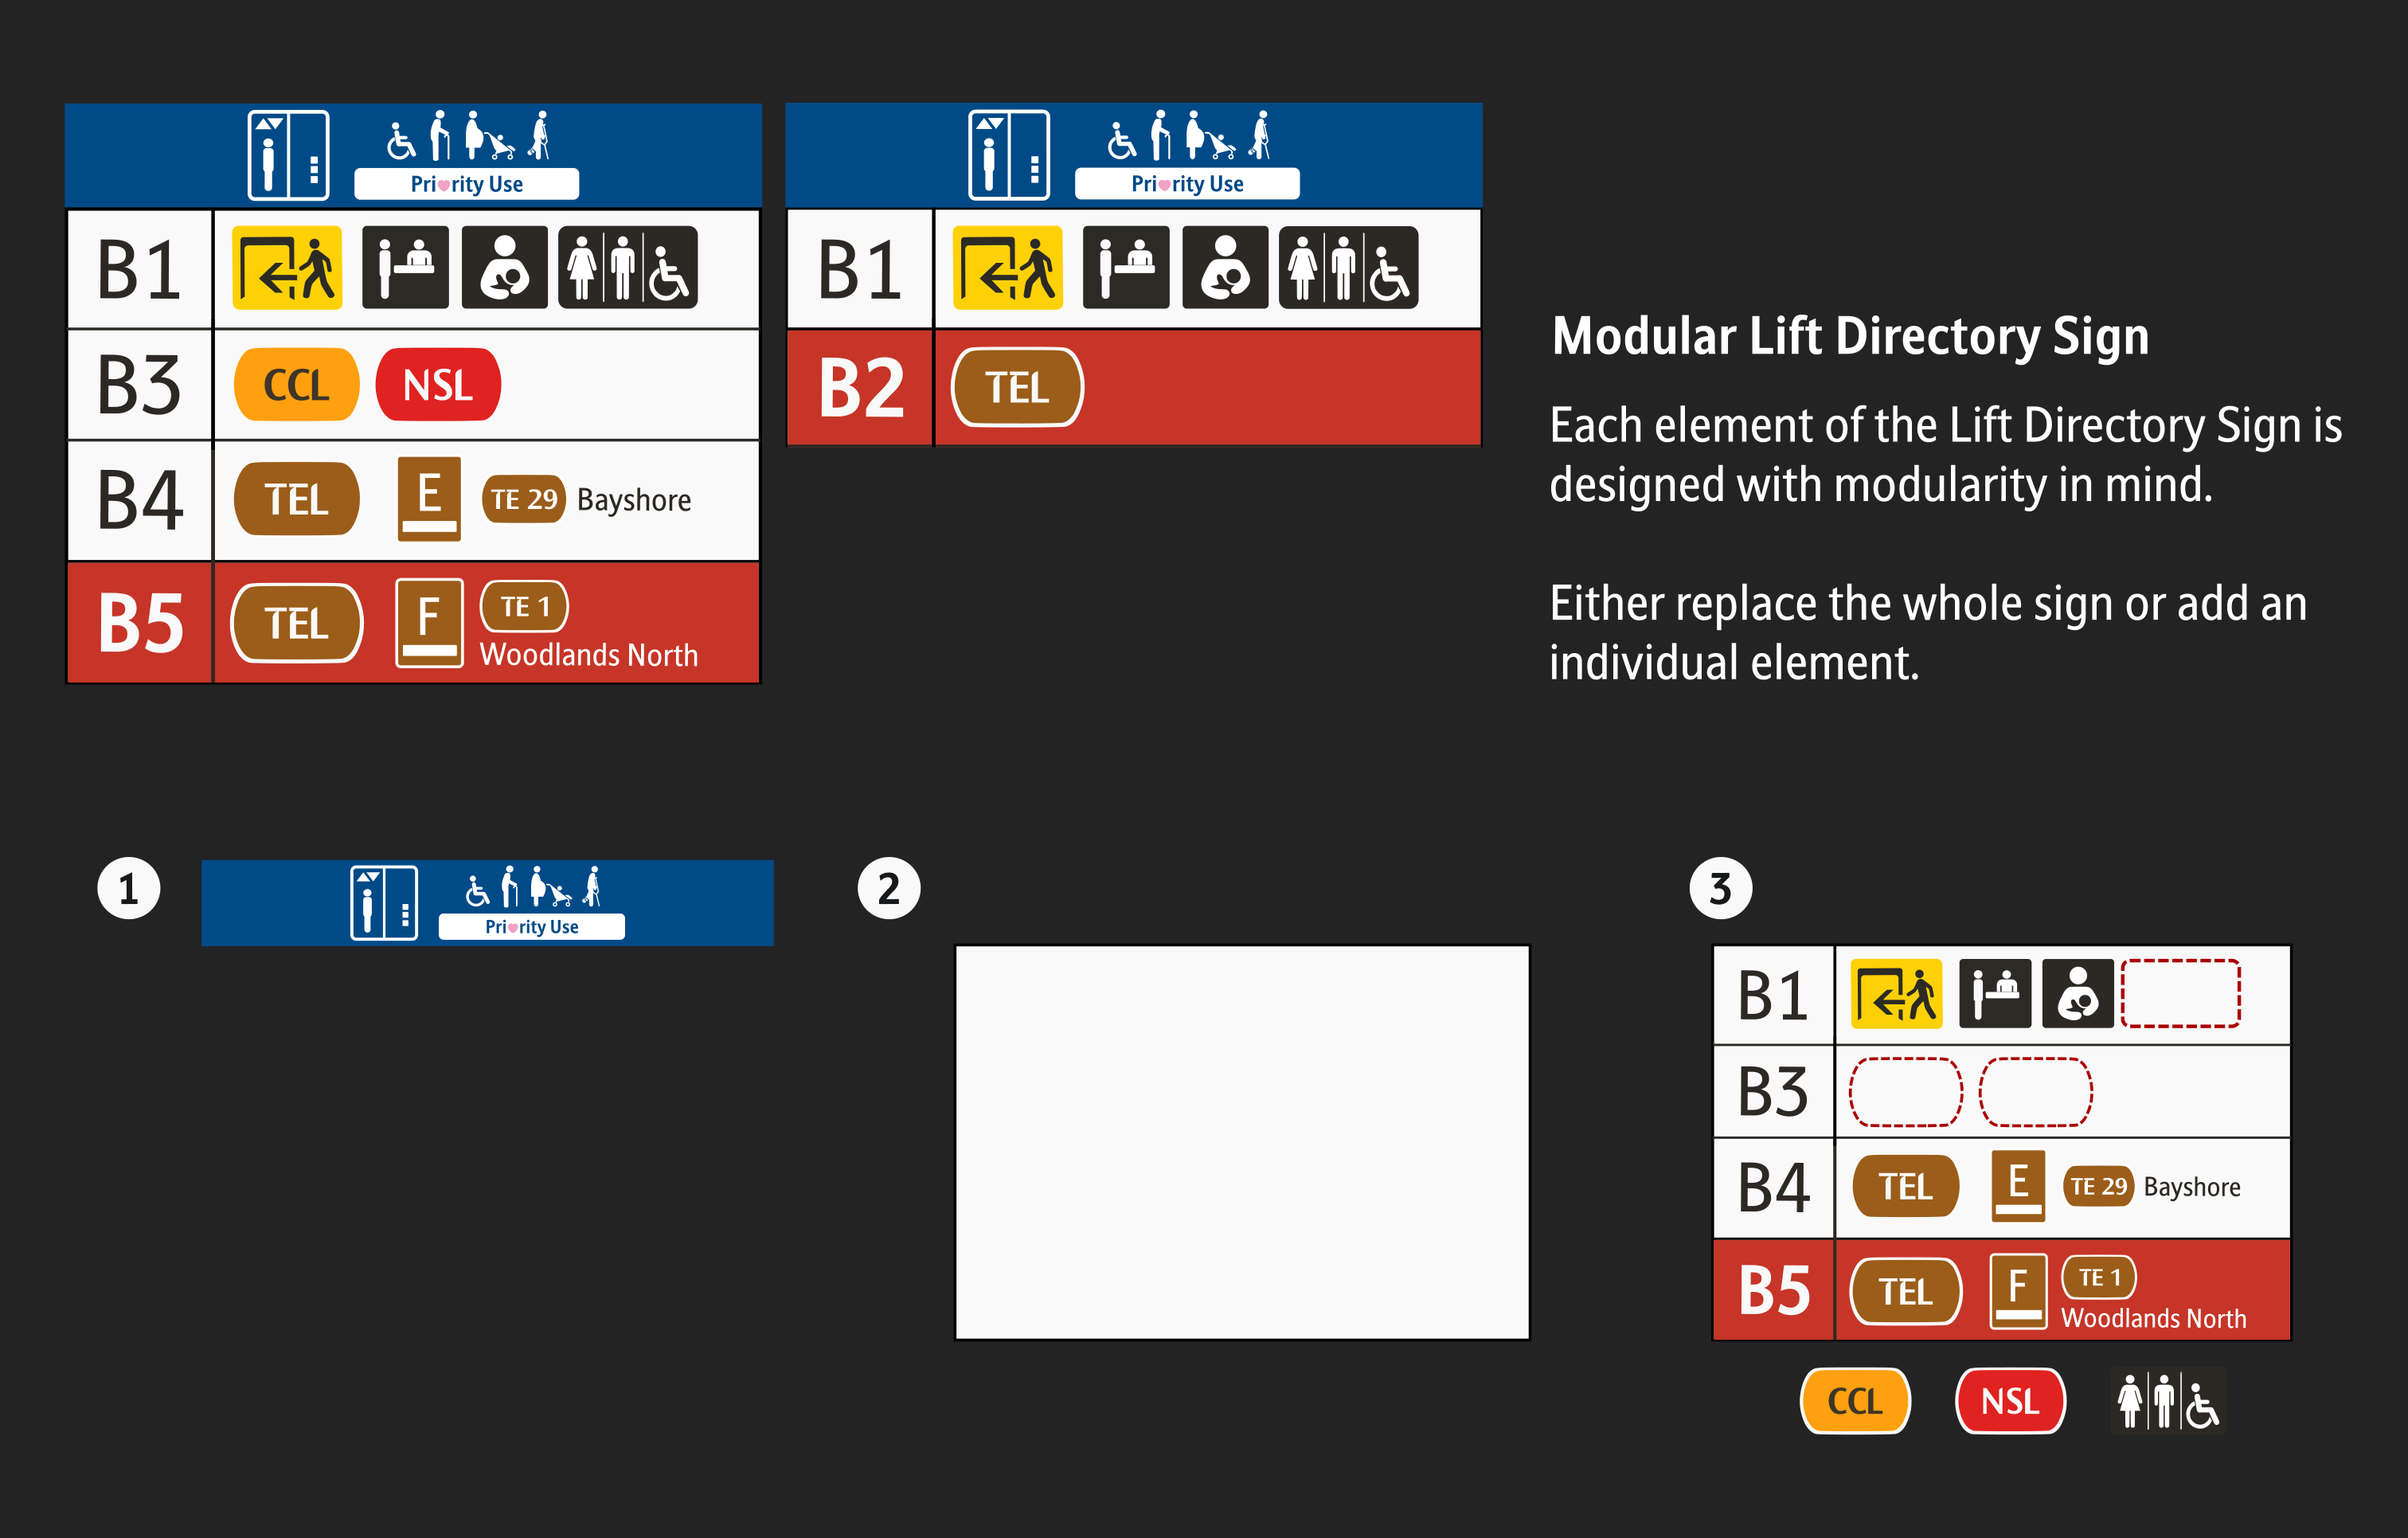 Priority Use
B1
B3 CCL NSL
B4 TEL E TE 29 Bayshore
B5 TEL F TE 1
Woodlands North
Priority Use
B1
B2 TEL
Modular Lift Directory Sign
Each element of the Lift Directory Sign is
designed with modularity in mind.
Either replace the whole sign or add an
individual element.
1
Priority Use
2
3
B1
B3
B4 TEL E TE 29 Bayshore
B5 TEL F TE 1
Woodlands North
CCL NSL